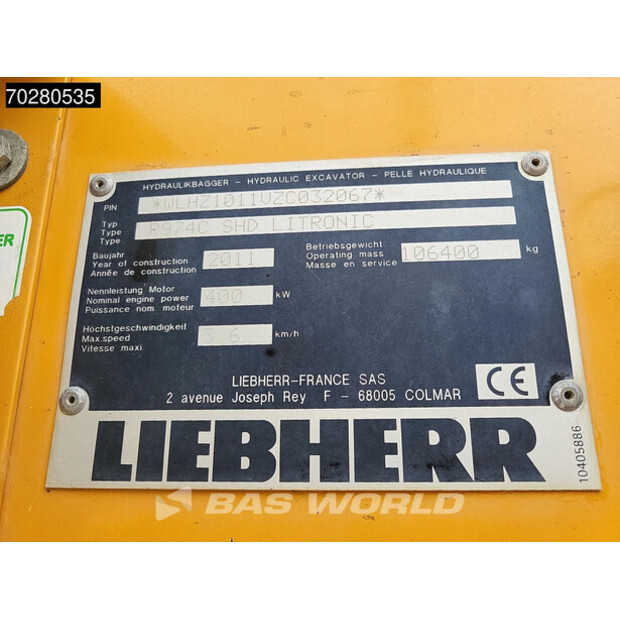 70280535
HYDRAULIKBAGGER - HYDRAULIC EXCAVATOR - PELLE HYDRAULIQUE
PIN *WLHZ1011VZC032067*
Typ
Type R974C SHD LITRONIC
Type
Baujahr
Year of construction 2011
Année de construction
Betriebsgewicht
Operating mass 106400 kg
Masse en service
Nennleistung Motor
Nominal engine power 400 kW
Puissance nom. moteur
Höchstgeschwindigkeit
Max.speed 3.6 km/h
Vitesse maxi.
LIEBHERR-FRANCE SAS
2 avenue Joseph Rey F - 68005 COLMAR
CE
LIEBHERR
10405886
BAS WORLD